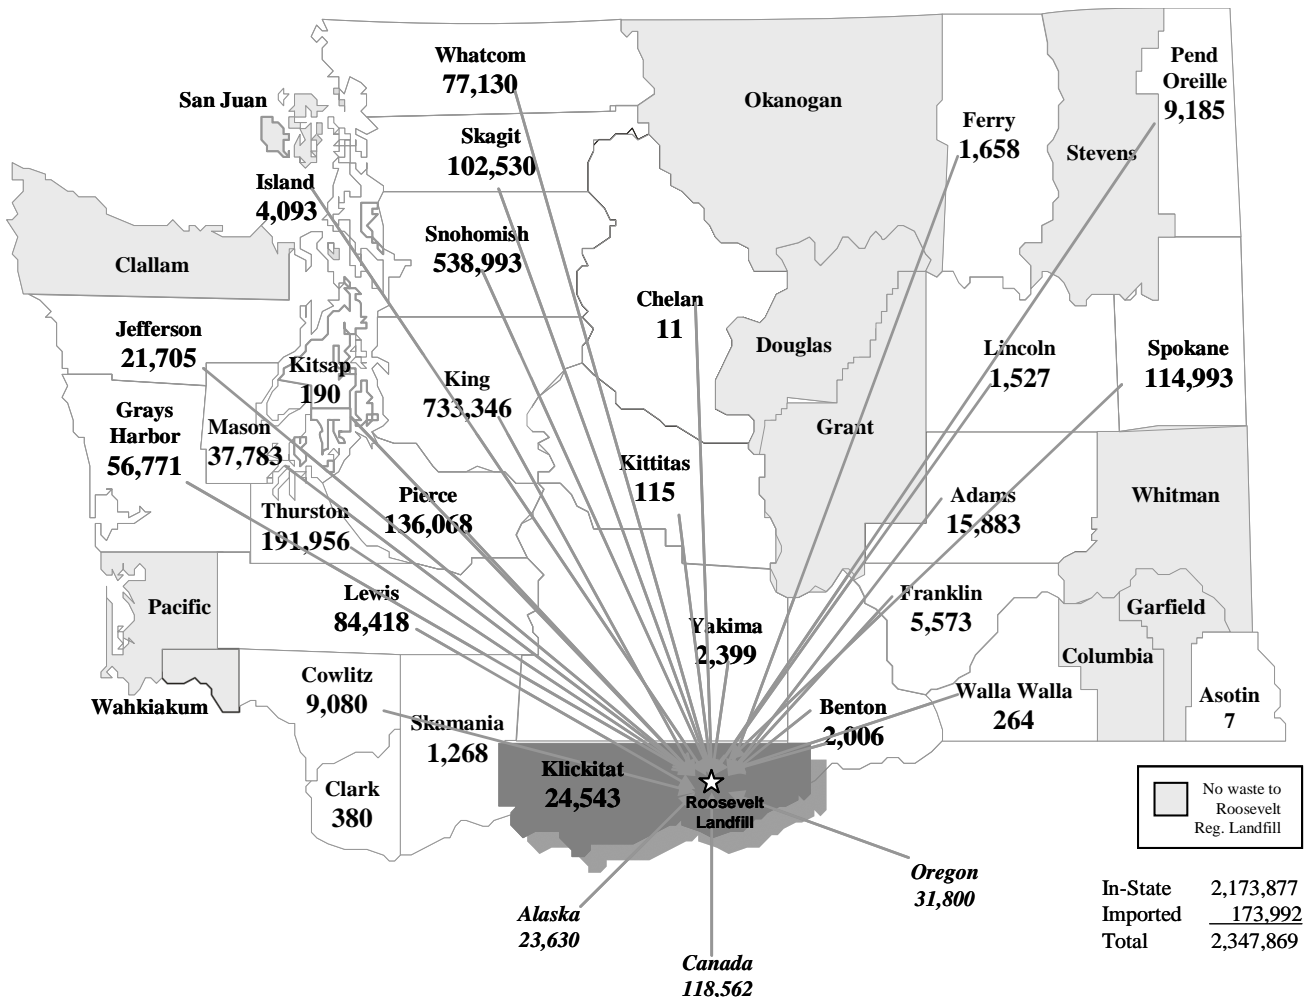 Whatcom
77,130
San Juan
Skagit
102,530
Island
4,093
Snohomish
538,993
Okanogan
Ferry
1,658
Stevens
Pend
Oreille
9,185
Clallam
Jefferson
21,705
Kitsap
190
King
733,346
Chelan
11
Douglas
Lincoln
1,527
Spokane
114,993
Grays
Harbor
56,771
Mason
37,783
Grant
Kittitas
115
Thurston
191,956
Pierce
136,068
Adams
15,883
Whitman
Pacific
Lewis
84,418
Yakima
2,399
Franklin
5,573
Garfield
Columbia
Wahkiakum
Cowlitz
9,080
Skamania
1,268
Benton
2,006
Walla Walla
264
Asotin
7
Clark
380
Klickitat
24,543
Roosevelt
Landfill
No waste to
Roosevelt
Reg. Landfill
Oregon
31,800
Alaska
23,630
Canada
118,562
In-State 2,173,877
Imported 173,992
Total 2,347,869